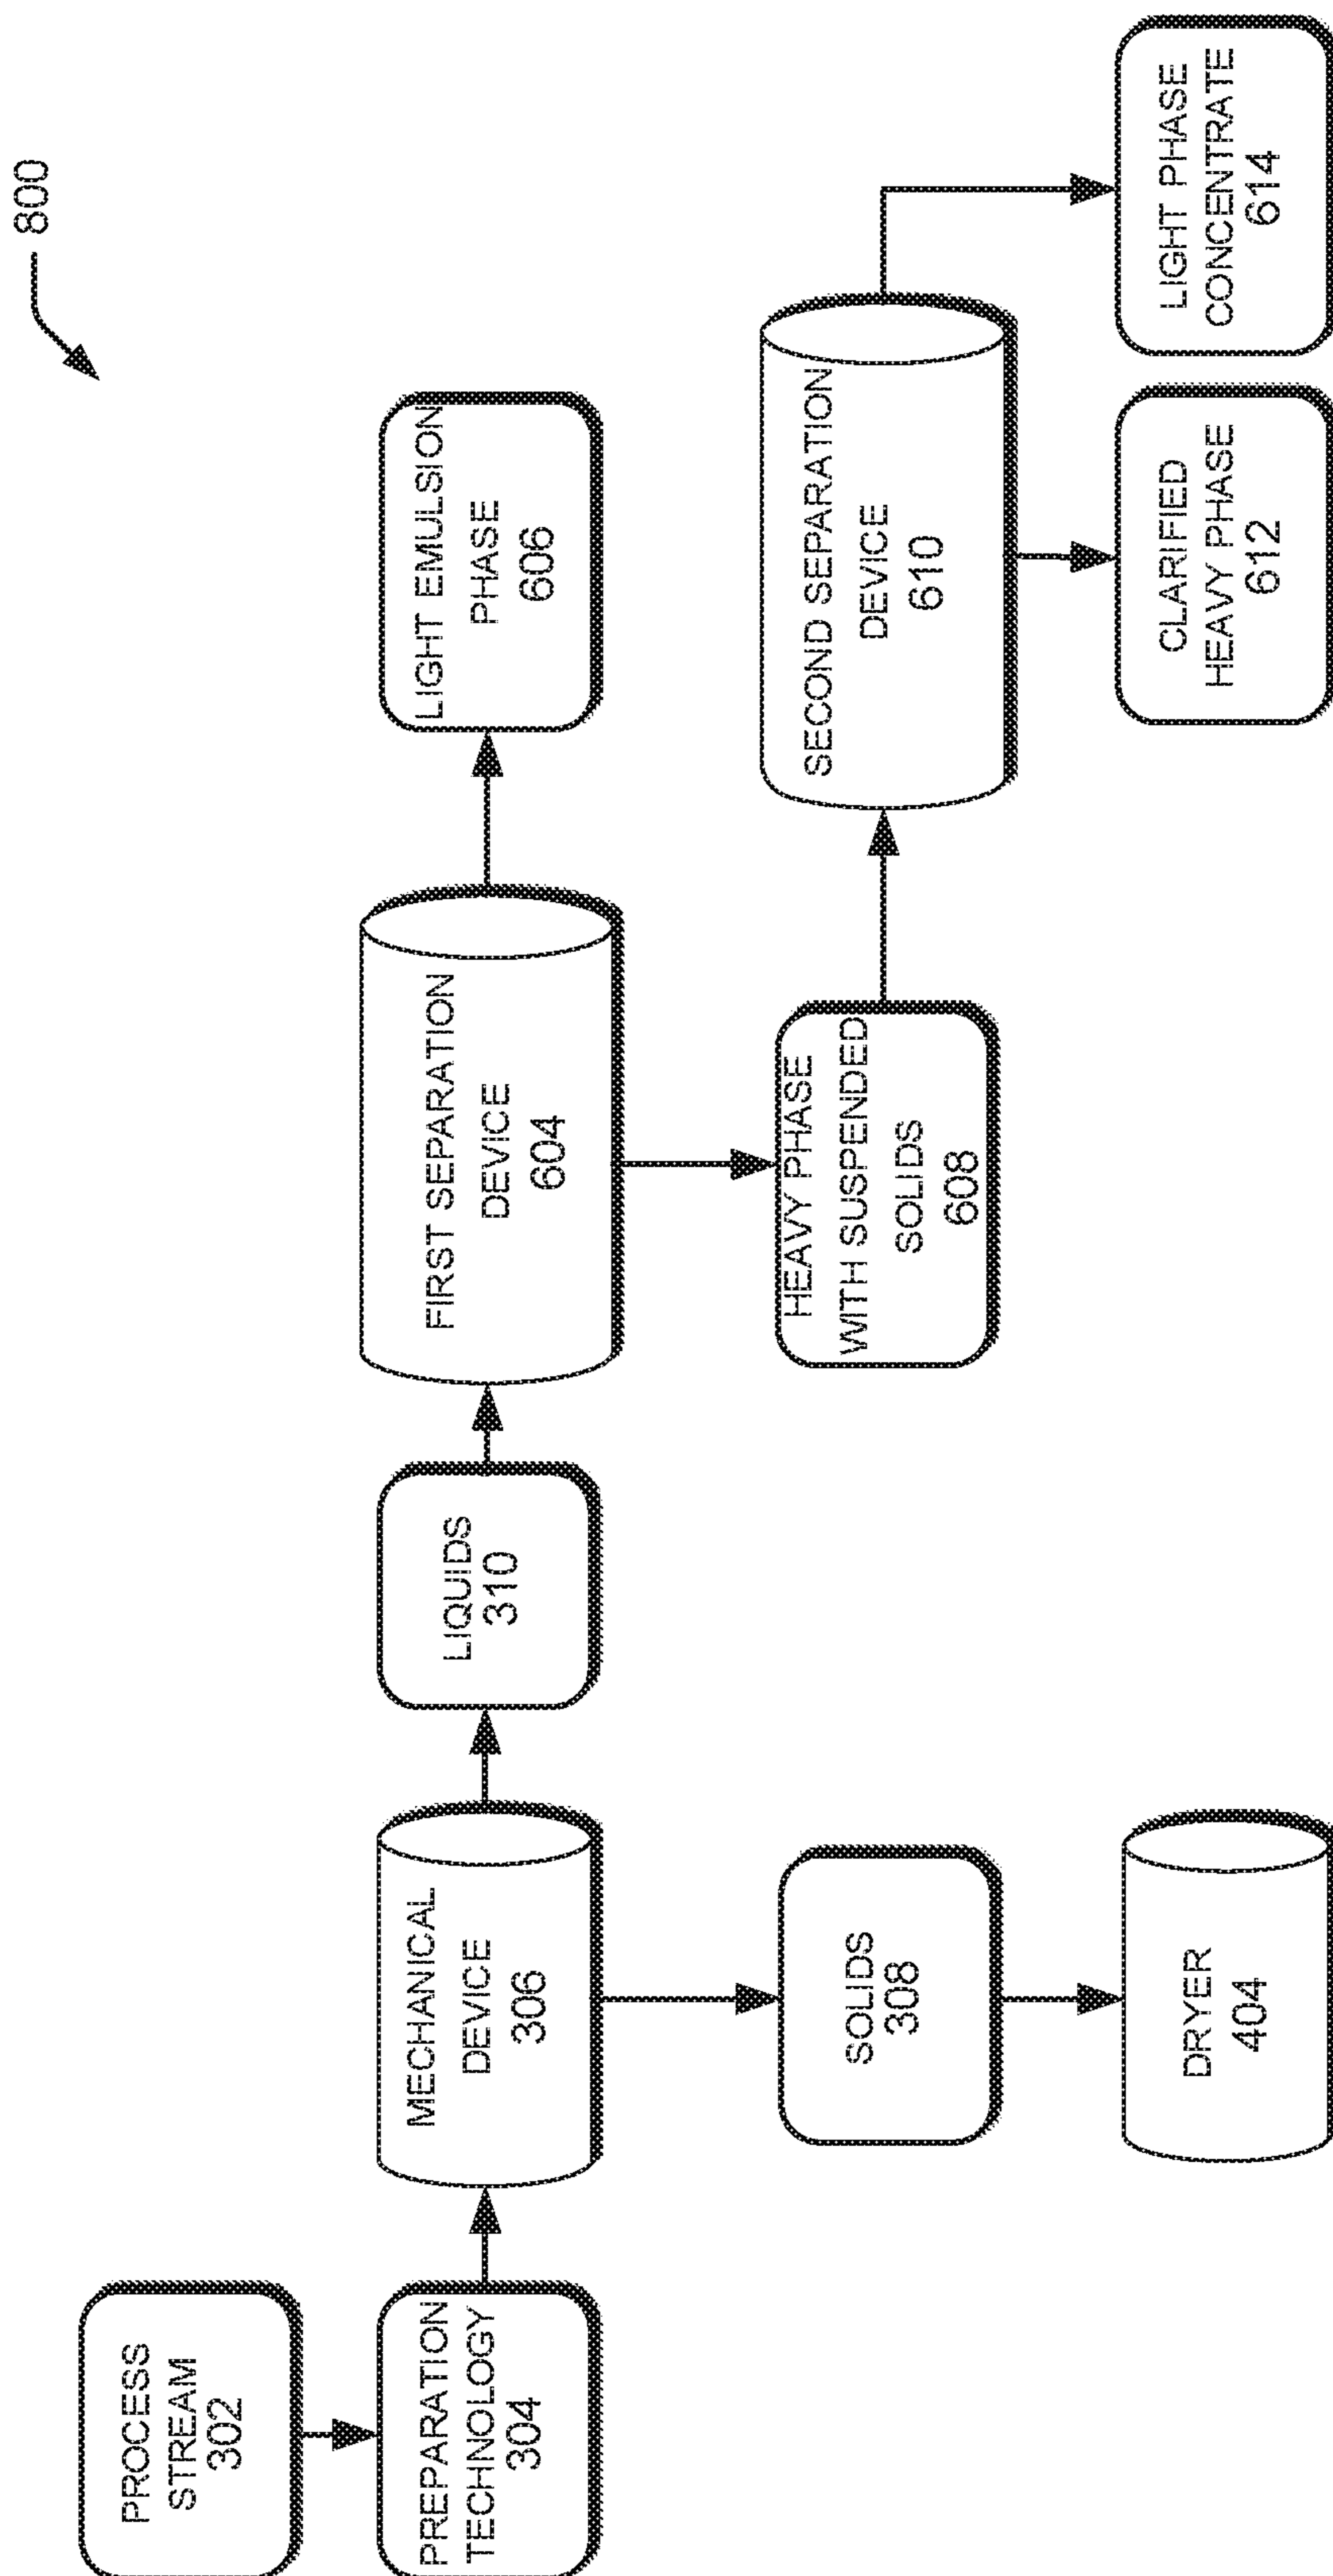 800
PROCESS
STREAM
302
PREPARATION
TECHNOLOGY
304
MECHANICAL
DEVICE
306
SOLIDS
308
DRYER
404
LIQUIDS
310
FIRST SEPARATION
DEVICE
604
LIGHT EMULSION
PHASE
606
HEAVY PHASE
WITH SUSPENDED
SOLIDS
608
SECOND SEPARATION
DEVICE
610
CLARIFIED
HEAVY PHASE
612
LIGHT PHASE
CONCENTRATE
614